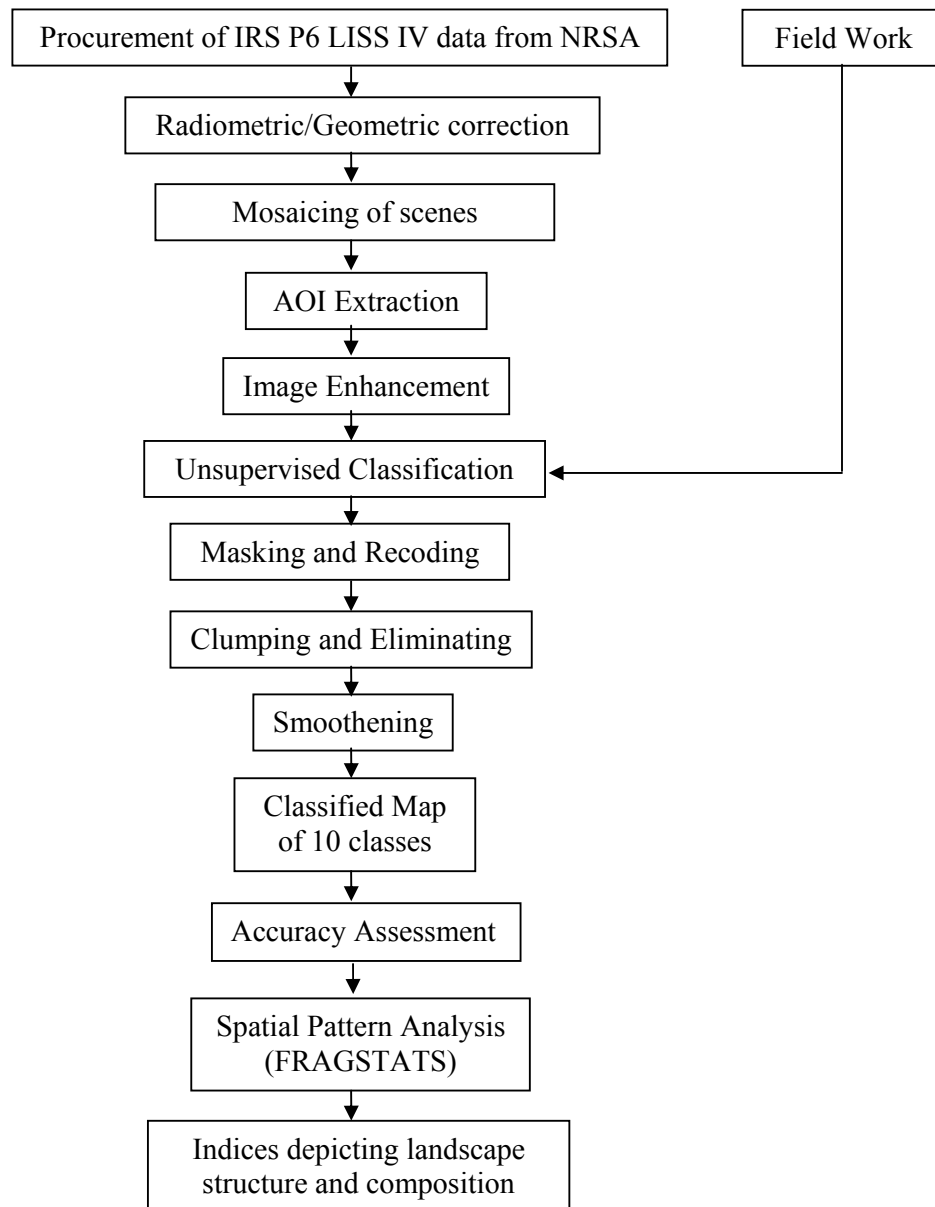 Procurement of IRS P6 LISS IV data from NRSA
Field Work
Radiometric/Geometric correction
Mosaicing of scenes
AOI Extraction
Image Enhancement
Unsupervised Classification
Masking and Recoding
Clumping and Eliminating
Smoothening
Classified Map
of 10 classes
Accuracy Assessment
Spatial Pattern Analysis
(FRAGSTATS)
Indices depicting landscape
structure and composition